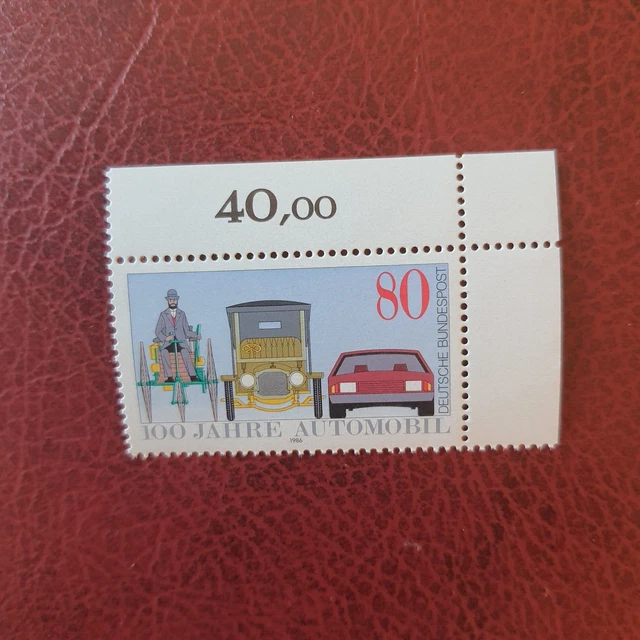 40,00
80
DEUTSCHE BUNDESPOST
100 JAHRE AUTOMOBIL
1986